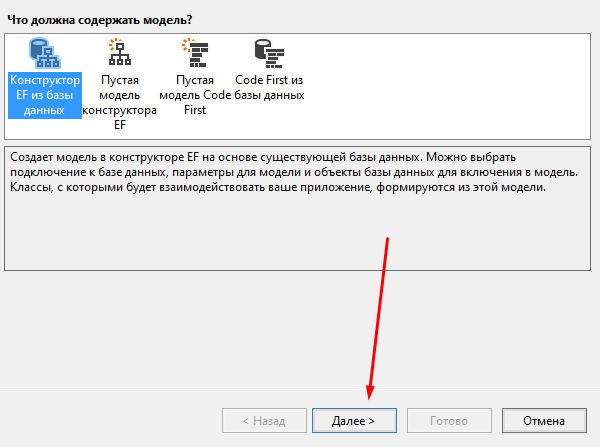 Что должна содержать модель?
Конструктор
EF из базы
данных
Пустая
модель
конструктора
EF
Пустая
модель Code
First
Code First из
базы данных
Создает модель в конструкторе EF на основе существующей базы данных. Можно выбрать
подключение к базе данных, параметры для модели и объекты базы данных для включения в модель.
Классы, с которыми будет взаимодействовать ваше приложение, формируются из этой модели.
< Назад
Далее >
Готово
Отмена